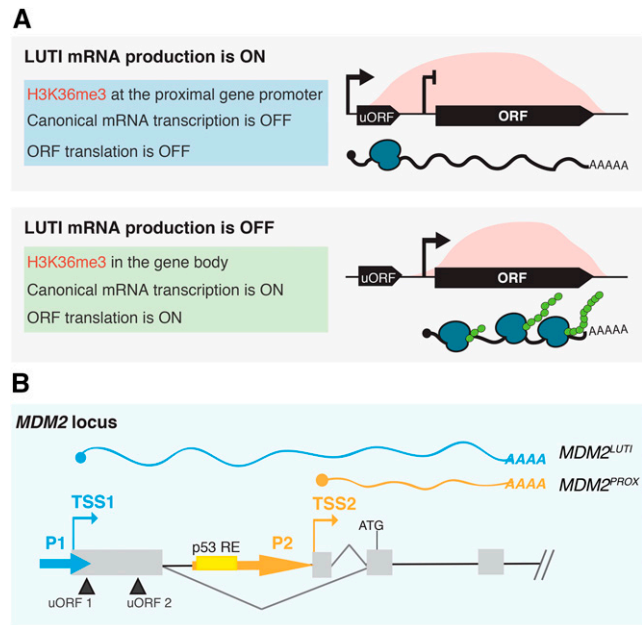 A
LUTI mRNA production is ON
H3K36me3 at the proximal gene promoter
Canonical mRNA transcription is OFF
ORF translation is OFF
uORF
ORF
AAAAA
LUTI mRNA production is OFF
H3K36me3 in the gene body
Canonical mRNA transcription is ON
ORF translation is ON
uORF
ORF
AAAAA
B
MDM2 locus
AAAA
MDM2LUTI
AAAA
MDM2PROX
TSS1
TSS2
P1
p53 RE
P2
ATG
uORF 1
uORF 2